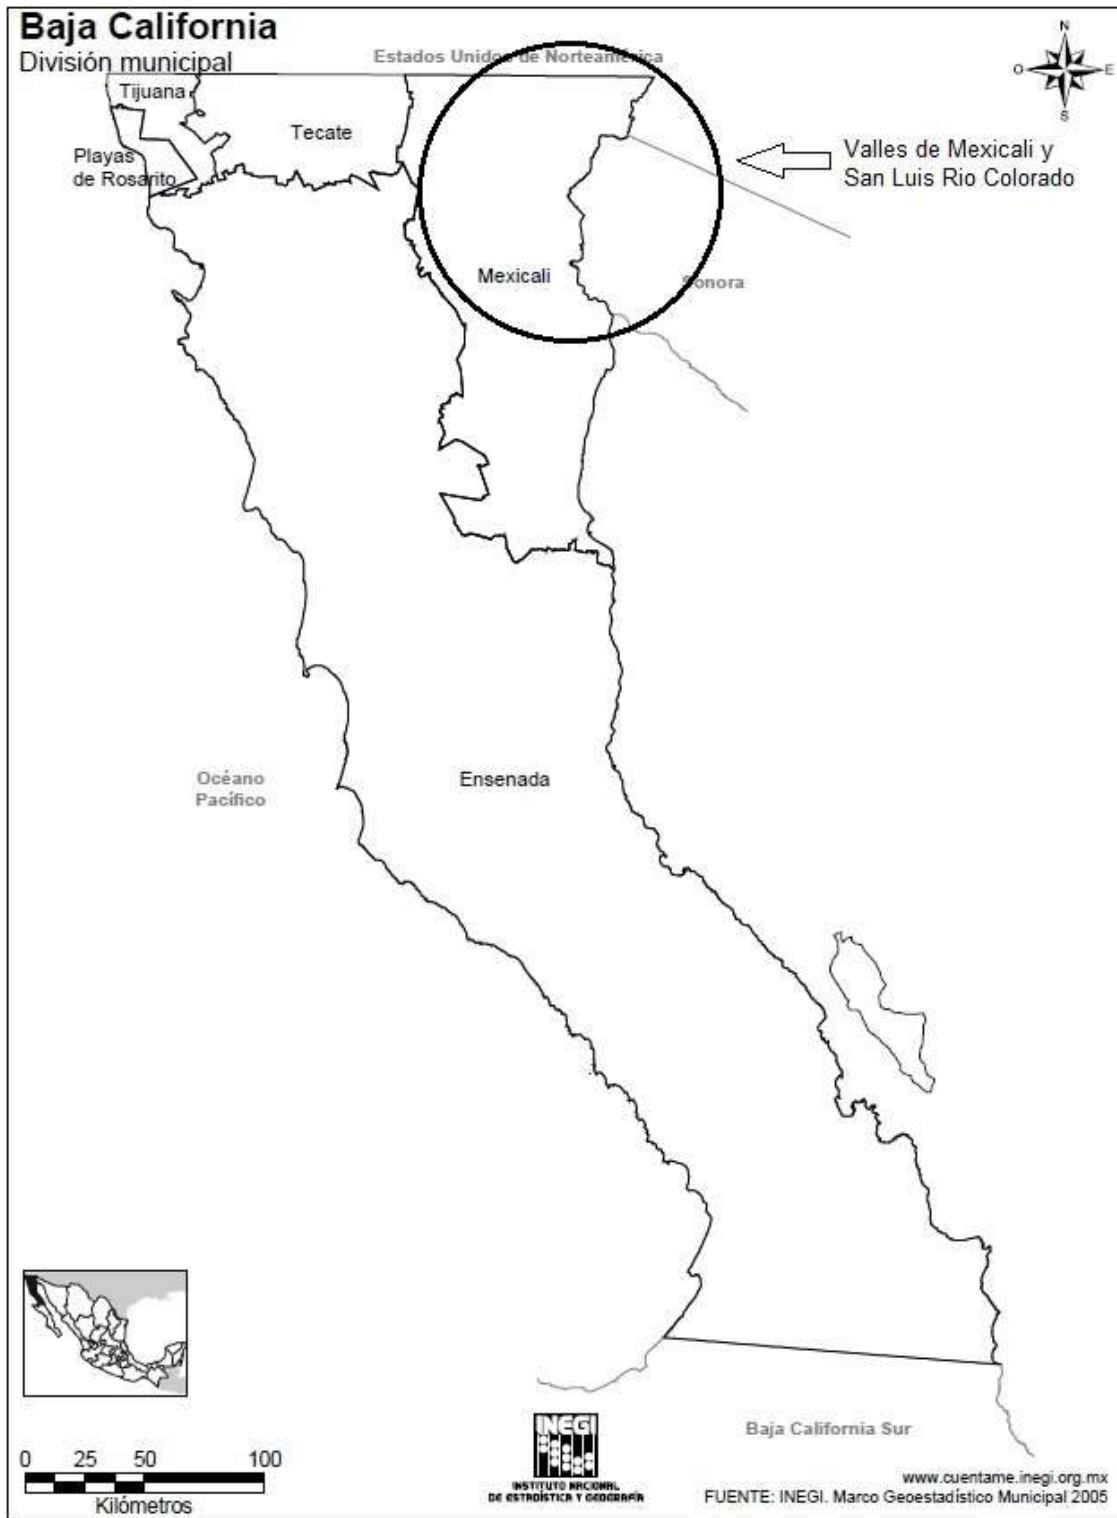 Baja California
División municipal
Estados Unidos de Norteamérica
N
O
E
S
Tijuana
Tecate
Playas
de Rosarito
Valles de Mexicali y
San Luis Rio Colorado
Mexicali
Sonora
Océano
Pacífico
Ensenada
Baja California Sur
0 25 50 100
Kilómetros
INEGI
INSTITUTO NACIONAL
DE ESTADÍSTICA Y GEOGRAFÍA
www.cuentame.inegi.org.mx
FUENTE: INEGI. Marco Geoestadístico Municipal 2005